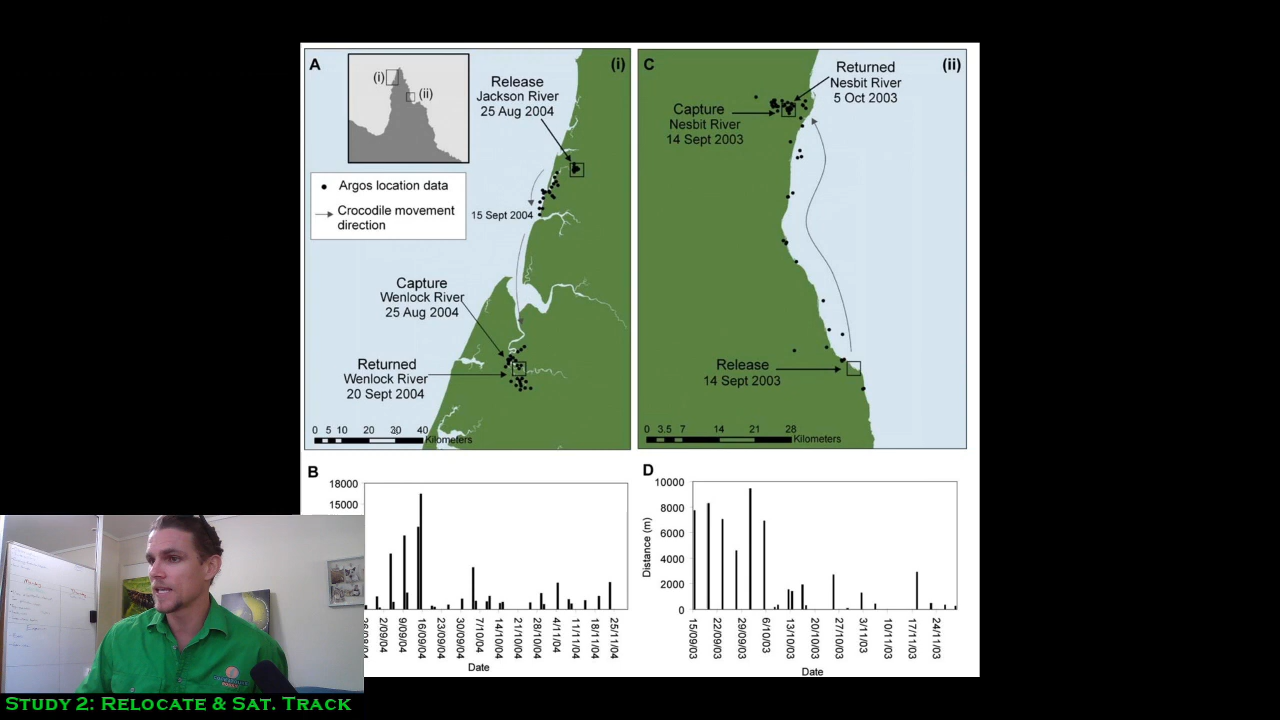 A
(i)
(i)
(ii)
Release
Jackson River
25 Aug 2004
Argos location data
Crocodile movement
direction
15 Sept 2004
Capture
Wenlock River
25 Aug 2004
Returned
Wenlock River
20 Sept 2004
0 5 10 20 30 40
Kilometers
C
(ii)
Returned
Nesbit River
5 Oct 2003
Capture
Nesbit River
14 Sept 2003
Release
14 Sept 2003
0 3.5 7 14 21 28
Kilometers
B
18000
15000
2/09/04
9/09/04
16/09/04
23/09/04
30/09/04
7/10/04
14/10/04
21/10/04
28/10/04
4/11/04
11/11/04
18/11/04
25/11/04
Date
D
Distance (m)
10000
8000
6000
4000
2000
0
15/09/03
22/09/03
29/09/03
6/10/03
13/10/03
20/10/03
27/10/03
3/11/03
10/11/03
17/11/03
24/11/03
Date
Study 2: Relocate & Sat. Track